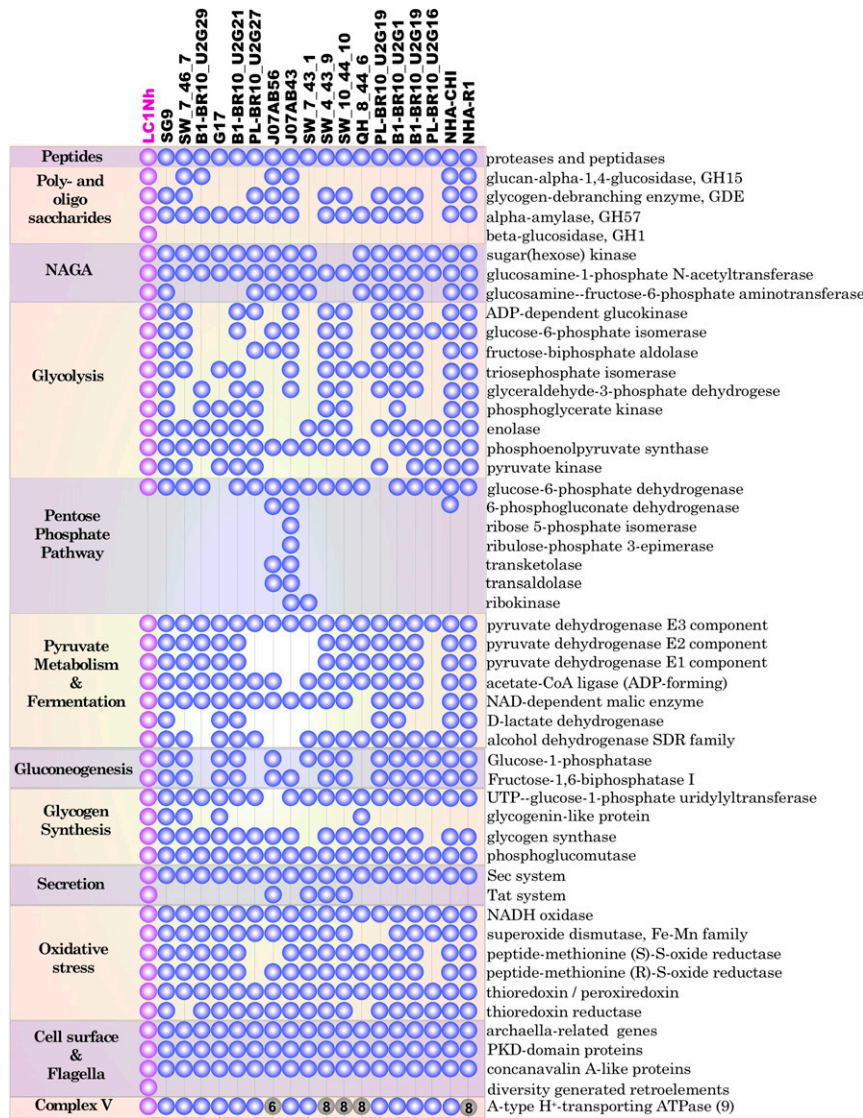 LC1Nh
SG9
SW_7_46_7
B1-BR10_U2G29
G17
B1-BR10_U2G21
PL-BR10_U2G27
J07AB56
J07AB43
SW_7_43_1
SW_4_43_9
SW_10_44_10
QH_8_44_6
PL-BR10_U2G19
B1-BR10_U2G1
B1-BR10_U2G19
PL-BR10_U2G16
NHA-CHI
NHA-R1
Peptides
proteases and peptidases
Poly- and
oligo
saccharides
glucan-alpha-1,4-glucosidase, GH15
glycogen-debranching enzyme, GDE
alpha-amylase, GH57
beta-glucosidase, GH1
NAGA
sugar(hexose) kinase
glucosamine-1-phosphate N-acetyltransferase
glucosamine--fructose-6-phosphate aminotransferase
Glycolysis
ADP-dependent glucokinase
glucose-6-phosphate isomerase
fructose-biphosphate aldolase
triosephosphate isomerase
glyceraldehyde-3-phosphate dehydrogese
phosphoglycerate kinase
enolase
phosphoenolpyruvate synthase
pyruvate kinase
Pentose
Phosphate
Pathway
glucose-6-phosphate dehydrogenase
6-phosphogluconate dehydrogenase
ribose 5-phosphate isomerase
ribulose-phosphate 3-epimerase
transketolase
transaldolase
ribokinase
Pyruvate
Metabolism
&
Fermentation
pyruvate dehydrogenase E3 component
pyruvate dehydrogenase E2 component
pyruvate dehydrogenase E1 component
acetate-CoA ligase (ADP-forming)
NAD-dependent malic enzyme
D-lactate dehydrogenase
alcohol dehydrogenase SDR family
Gluconeogenesis
Glucose-1-phosphatase
Fructose-1,6-biphosphatase I
Glycogen
Synthesis
UTP--glucose-1-phosphate uridylyltransferase
glycogenin-like protein
glycogen synthase
phosphoglucomutase
Secretion
Sec system
Tat system
Oxidative
stress
NADH oxidase
superoxide dismutase, Fe-Mn family
peptide-methionine (S)-S-oxide reductase
peptide-methionine (R)-S-oxide reductase
thioredoxin / peroxiredoxin
thioredoxin reductase
Cell surface
&
Flagella
archaella-related genes
PKD-domain proteins
concanavalin A-like proteins
diversity generated retroelements
Complex V
6 8 8 8 8
A-type H⁺-transporting ATPase (9)